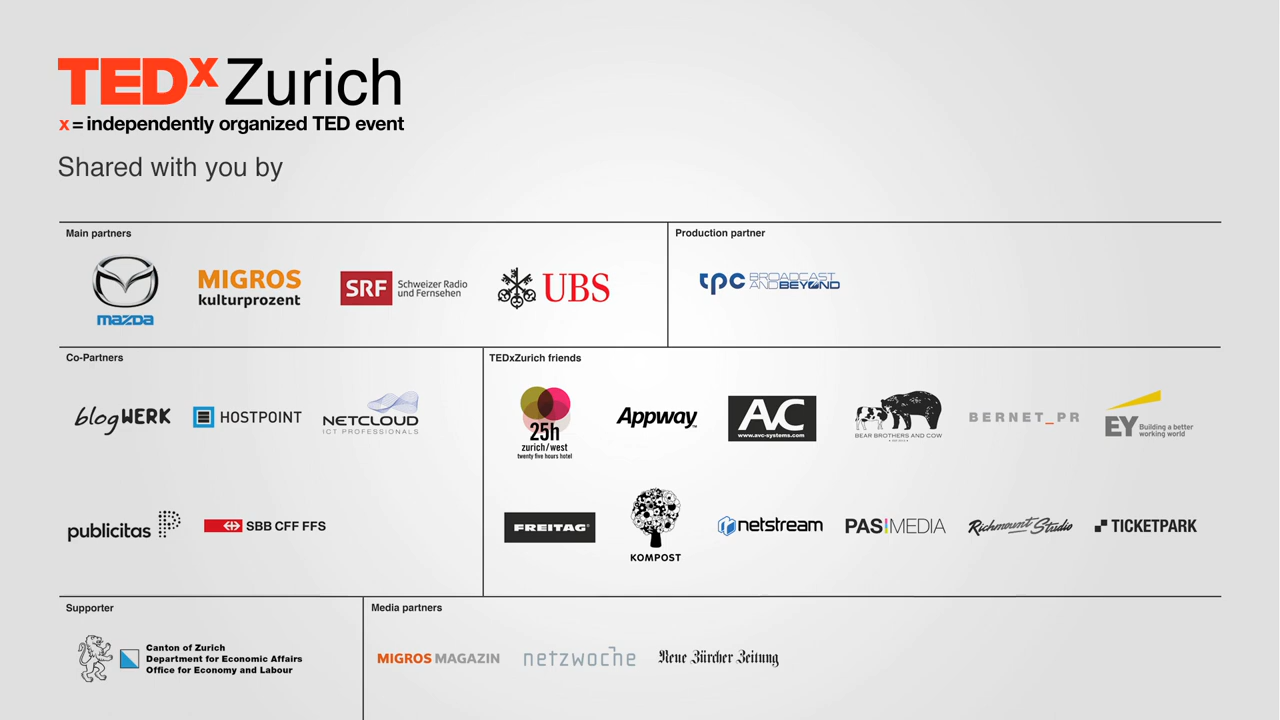 TEDx Zurich
x = independently organized TED event
Shared with you by
Main partners
mazda
MIGROS
kulturprozent
SRF
Schweizer Radio
und Fernsehen
UBS
Production partner
tpc
BROADCAST
AND BEYOND
Co-Partners
blogWERK
HOSTPOINT
NETCLOUD
ICT PROFESSIONALS
publicitas
SBB CFF FFS
TEDxZurich friends
25h
zurich/west
twenty five hours hotel
Appway
AVC
www.avc-systems.com
BEAR BROTHERS AND COW
BERNET_PR
EY
Building a better
working world
FREITAG®
KOMPOST
netstream
PAS!MEDIA
Richmount Studio
TICKETPARK
Supporter
Canton of Zurich
Department for Economic Affairs
Office for Economy and Labour
Media partners
MIGROS MAGAZIN
netzwoche
Neue Zürcher Zeitung